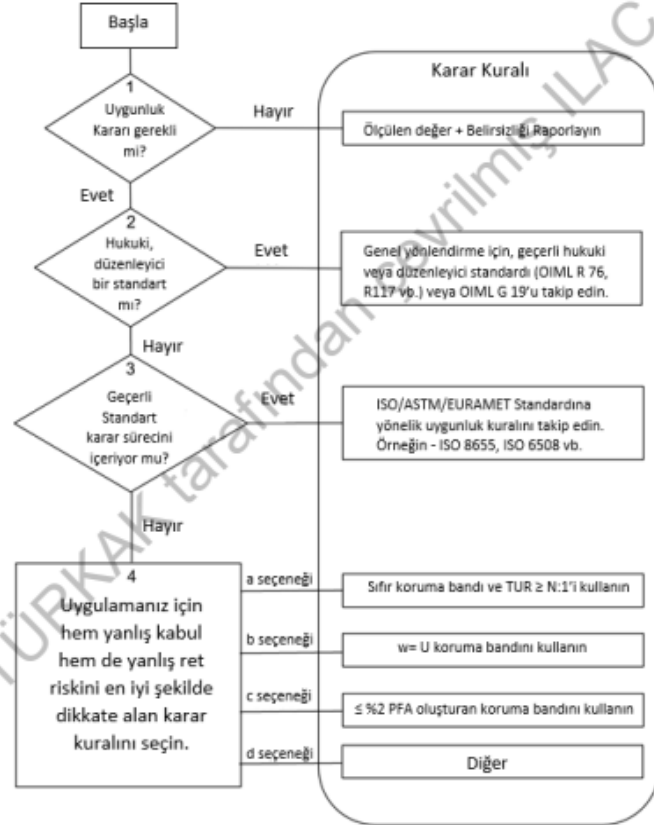 Başla
Karar Kuralı
1
Uygunluk
Kararı gerekli
mi?
Hayır
Ölçülen değer + Belirsizliği Raporlayın
Evet
2
Hukuki,
düzenleyici
bir standart
mı?
Evet
Genel yönlendirme için, geçerli hukuki
veya düzenleyici standardı (OIML R 76,
R117 vb.) veya OIML G 19'u takip edin.
Hayır
3
Geçerli
Standart
karar sürecini
içeriyor mu?
Evet
ISO/ASTM/EURAMET Standardına
yönelik uygunluk kuralını takip edin.
Örneğin - ISO 8655, ISO 6508 vb.
Hayır
4
Uygulamanız için
hem yanlış kabul
hem de yanlış ret
riskini en iyi şekilde
dikkate alan karar
kuralını seçin.
a seçeneği
Sıfır koruma bandı ve TUR ≥ N:1'i kullanın
b seçeneği
w= U koruma bandını kullanın
c seçeneği
≤ %2 PFA oluşturan koruma bandını kullanın
d seçeneği
Diğer
TÜRKAK tarafından çevrilmiş ILAC